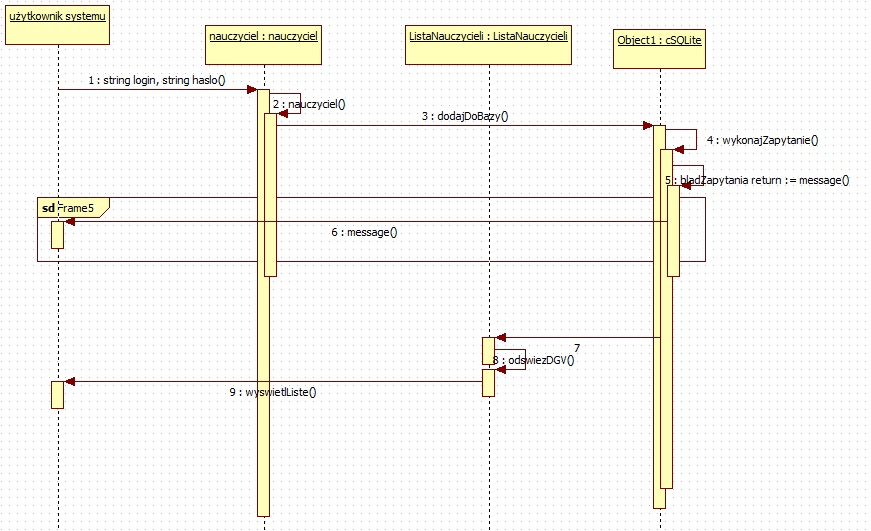 użytkownik systemu
nauczyciel : nauczyciel
ListaNauczycieli : ListaNauczycieli
Object1 : cSQLite
1 : string login, string haslo()
2 : nauczyciel()
3 : dodajDoBazy()
4 : wykonajZapytanie()
5 : bladZapytania return := message()
sd Frame5
6 : message()
7
8 : odswiezDGV()
9 : wyswietlListe()